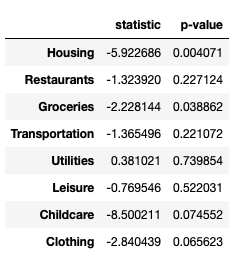 statistic p-value
Housing -5.922686 0.004071
Restaurants -1.323920 0.227124
Groceries -2.228144 0.038862
Transportation -1.365496 0.221072
Utilities 0.381021 0.739854
Leisure -0.769546 0.522031
Childcare -8.500211 0.074552
Clothing -2.840439 0.065623